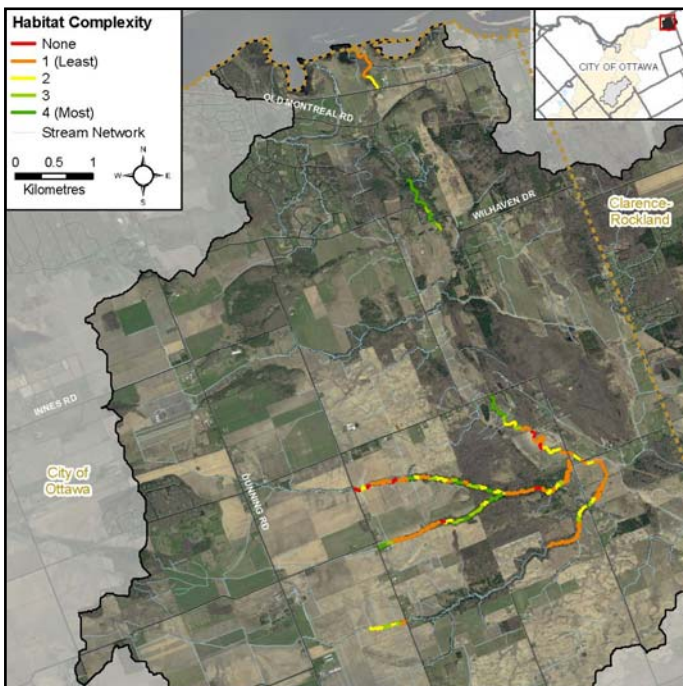 Habitat Complexity
None
1 (Least)
2
3
4 (Most)
Stream Network
0 0.5 1
Kilometres
N
W E
S
CITY OF OTTAWA
OLD MONTREAL RD
WILHAVEN DR
Clarence-
Rockland
INNES RD
City of
Ottawa
DUNNING RD